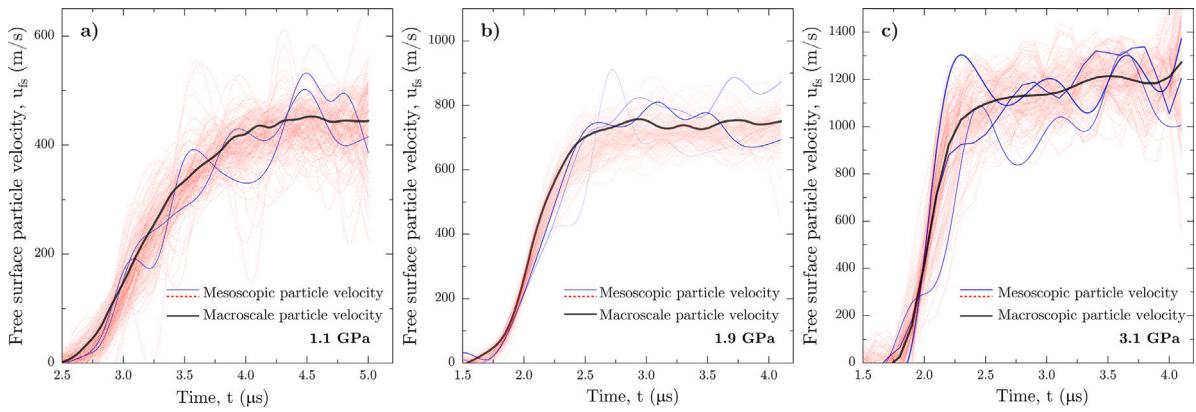 a)
Free surface particle velocity, u_fs (m/s)
600
400
200
0
Mesoscopic particle velocity
Macroscale particle velocity
1.1 GPa
2.5 3.0 3.5 4.0 4.5 5.0
Time, t (μs)
b)
Free surface particle velocity, u_fs (m/s)
1000
800
600
400
200
0
Mesoscopic particle velocity
Macroscale particle velocity
1.9 GPa
1.5 2.0 2.5 3.0 3.5 4.0
Time, t (μs)
c)
Free surface particle velocity, u_fs (m/s)
1400
1200
1000
800
600
400
200
0
Mesoscopic particle velocity
Macroscopic particle velocity
3.1 GPa
1.5 2.0 2.5 3.0 3.5 4.0
Time, t (μs)